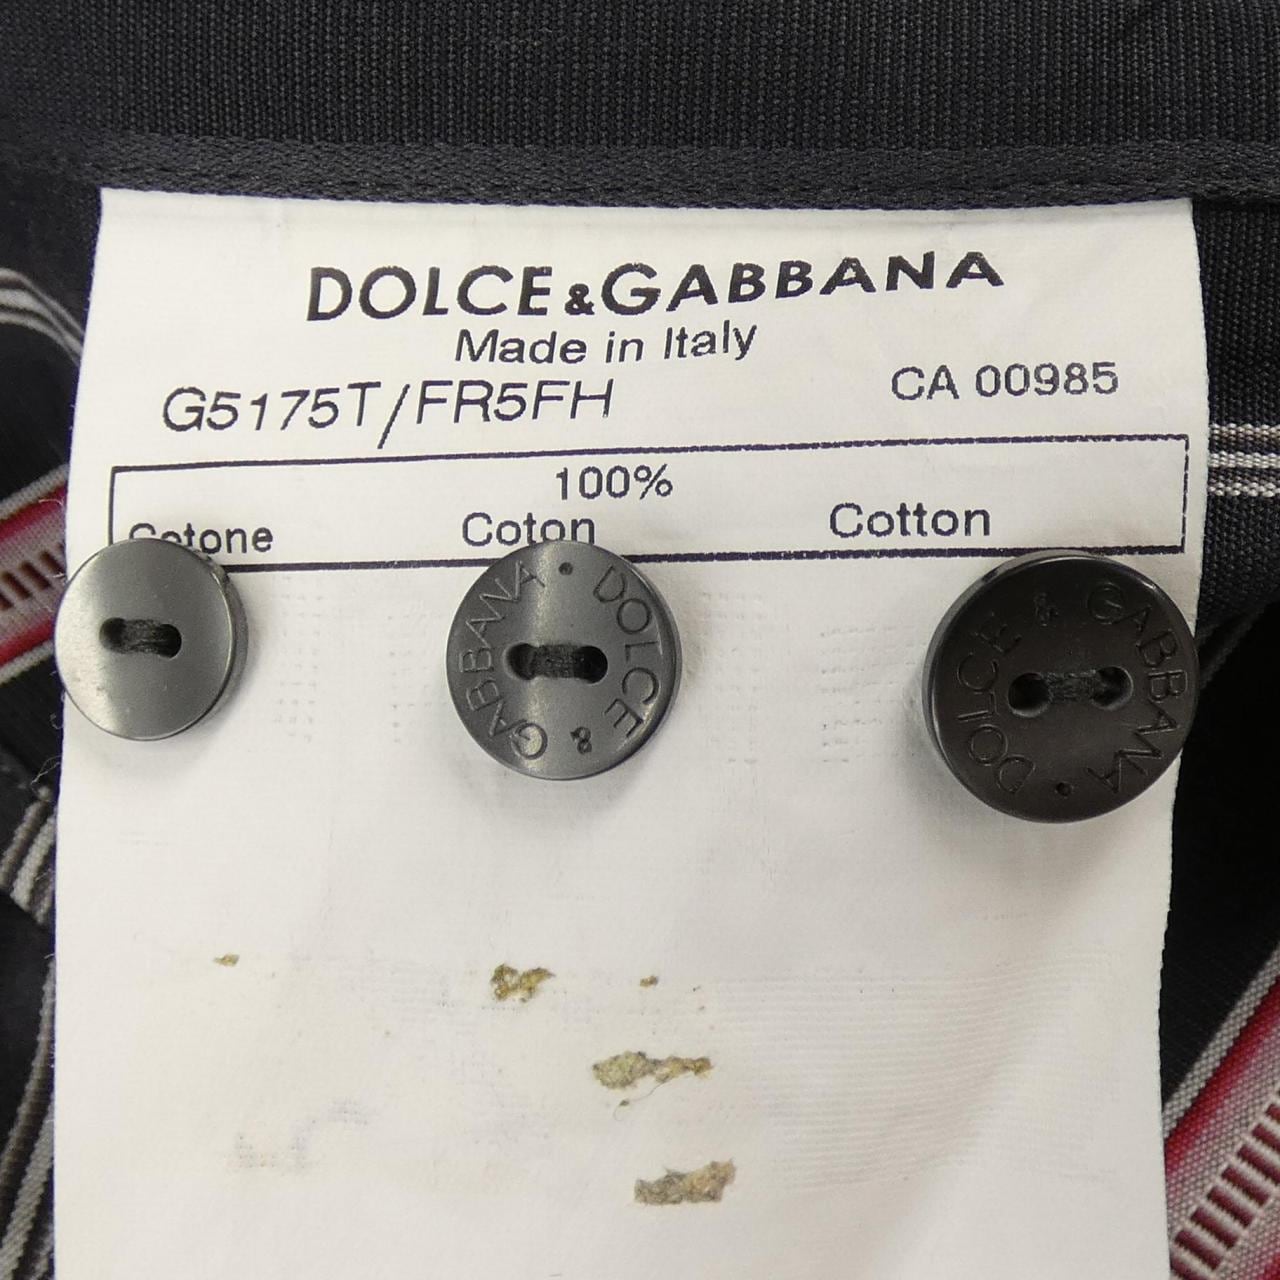 DOLCE&GABBANA
Made in Italy
G5175T/FR5FH CA 00985
100%
Cotone Coton Cotton
DOLCE & GABBANA
DOLCE & GABBANA